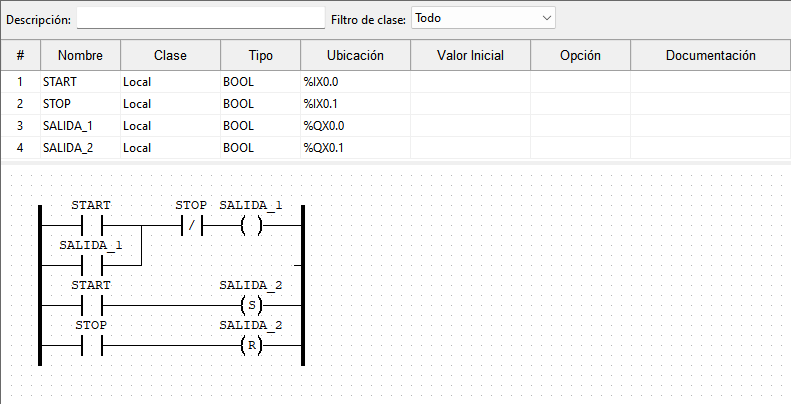 Descripción: Filtro de clase: Todo
# Nombre Clase Tipo Ubicación Valor Inicial Opción Documentación
1 START Local BOOL %IX0.0
2 STOP Local BOOL %IX0.1
3 SALIDA_1 Local BOOL %QX0.0
4 SALIDA_2 Local BOOL %QX0.1
START STOP SALIDA_1
/ ( )
SALIDA_1
START SALIDA_2
(S)
STOP SALIDA_2
(R)